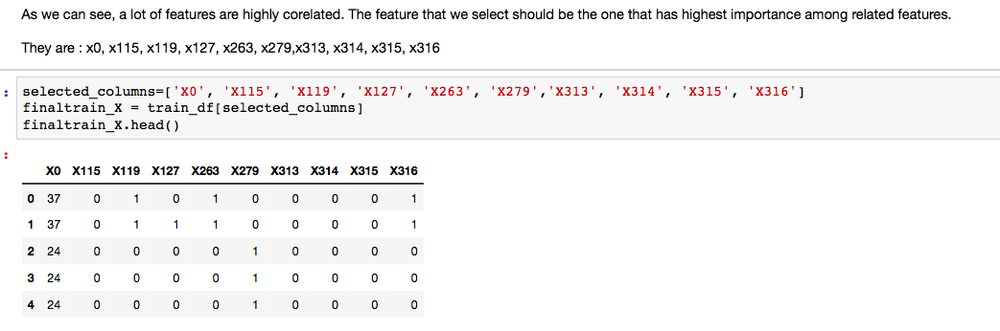 As we can see, a lot of features are highly corelated. The feature that we select should be the one that has highest importance among related features.
They are : x0, x115, x119, x127, x263, x279,x313, x314, x315, x316
: selected_columns=['X0', 'X115', 'X119', 'X127', 'X263', 'X279','X313', 'X314', 'X315', 'X316']
finaltrain_X = train_df[selected_columns]
finaltrain_X.head()
:
X0 X115 X119 X127 X263 X279 X313 X314 X315 X316
0 37 0 1 0 1 0 0 0 0 1
1 37 0 1 1 1 0 0 0 0 1
2 24 0 0 0 0 1 0 0 0 0
3 24 0 0 0 0 1 0 0 0 0
4 24 0 0 0 0 1 0 0 0 0